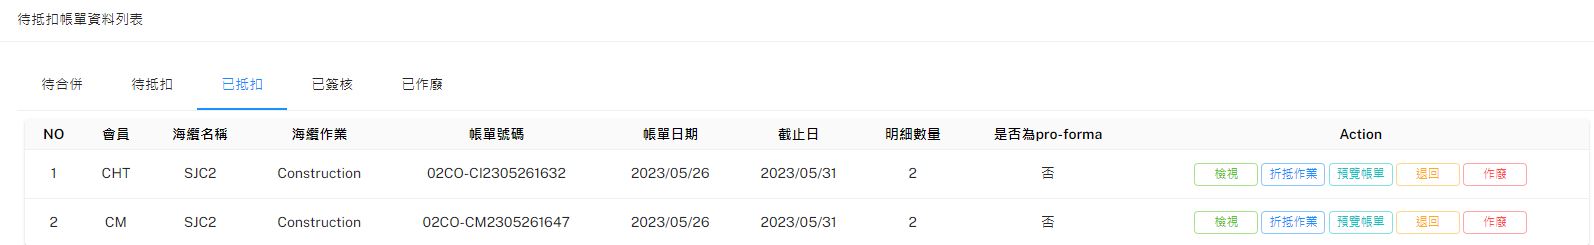 待抵扣帳單資料列表
待合併 待抵扣 已抵扣 已簽核 已作廢
NO 會員 海纜名稱 海纜作業 帳單號碼 帳單日期 截止日 明細數量 是否為pro-forma Action
1 CHT SJC2 Construction 02CO-CI2305261632 2023/05/26 2023/05/31 2 否 檢視 折抵作業 預覽帳單 退回 作廢
2 CM SJC2 Construction 02CO-CM2305261647 2023/05/26 2023/05/31 2 否 檢視 折抵作業 預覽帳單 退回 作廢